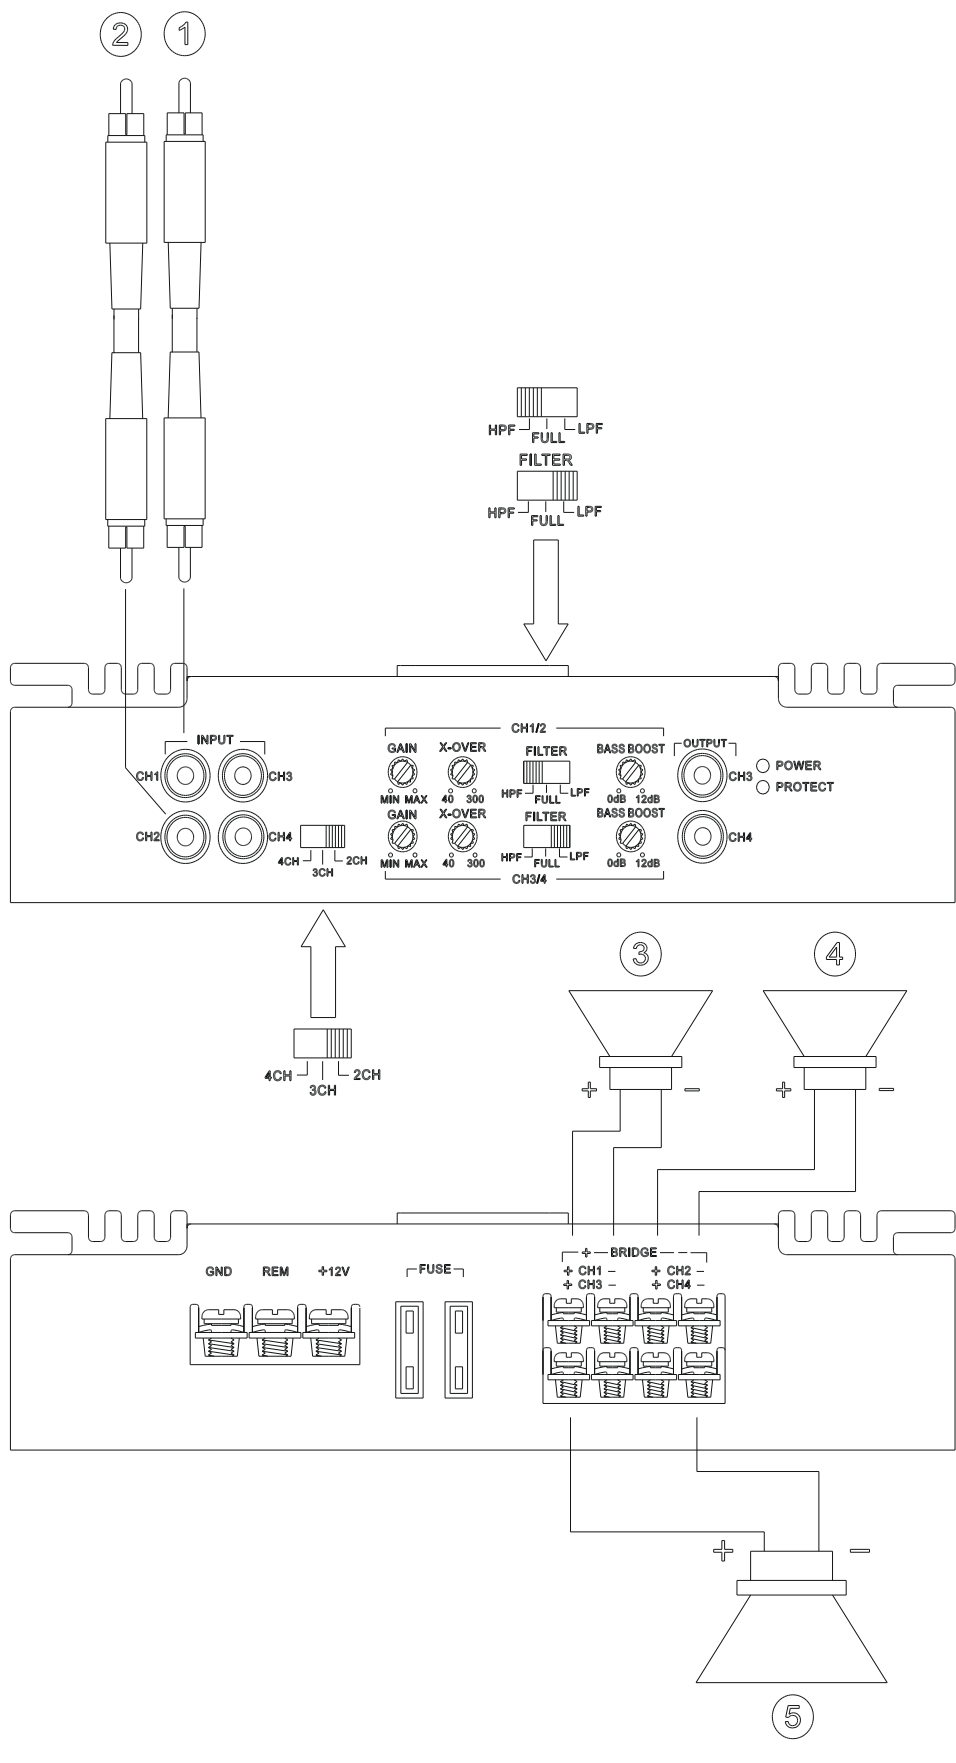 2 1
HPF FULL LPF
FILTER
HPF FULL LPF
CH1/2
INPUT
GAIN X-OVER FILTER BASS BOOST OUTPUT
CH1 CH3 CH3 POWER
HPF FULL LPF
PROTECT
MIN MAX 40 300 0dB 12dB
GAIN X-OVER FILTER BASS BOOST
CH2 CH4 CH4
4CH 3CH 2CH
HPF FULL LPF
MIN MAX 40 300 0dB 12dB
CH3/4
3 4
4CH 3CH 2CH
+ − + −
+ BRIDGE −
GND REM +12V FUSE
+ CH1 − + CH2 −
+ CH3 − + CH4 −
+ −
5